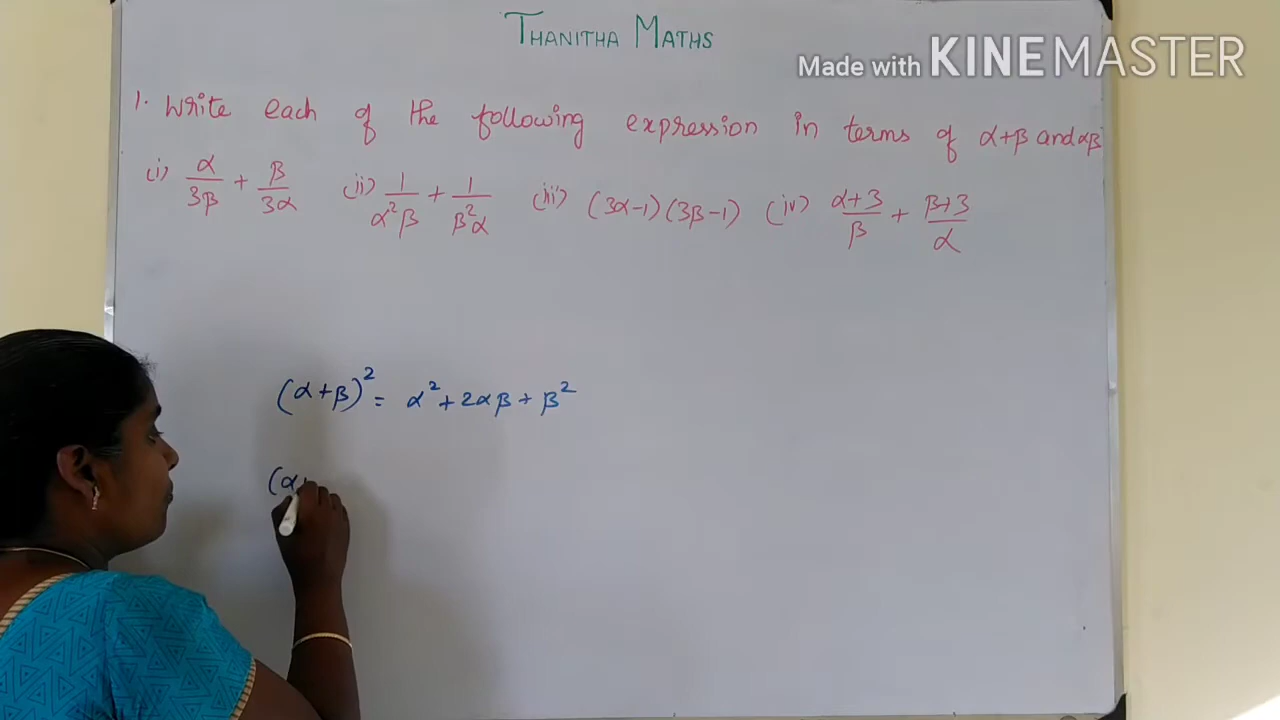 THANITHA MATHS
Made with KINEMASTER
1. Write each of the following expression in terms of α+β and αβ
(i) α/3β + β/3α (ii) 1/α²β + 1/β²α (iii) (3α-1)(3β-1) (iv) α+3/β + β+3/α
(α+β)² = α²+2αβ+β²
(α